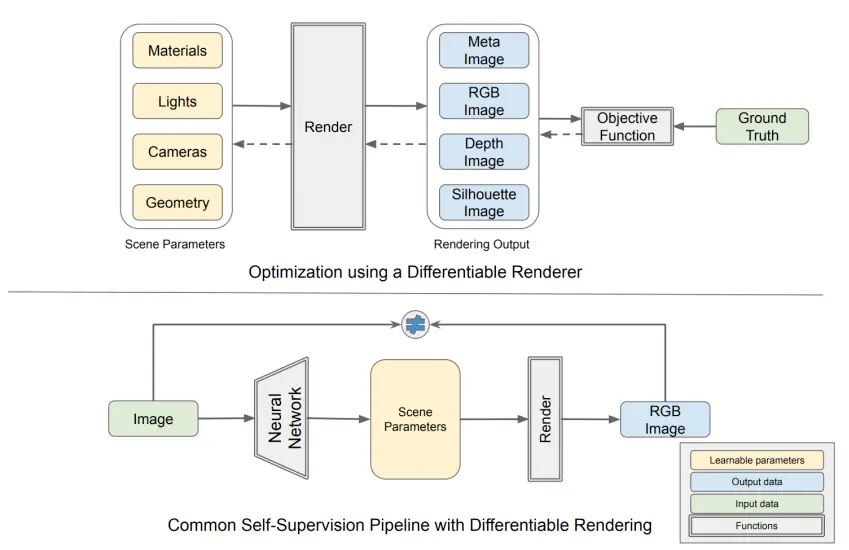 Materials
Lights
Cameras
Geometry
Scene Parameters
Render
Meta
Image
RGB
Image
Depth
Image
Silhouette
Image
Rendering Output
Objective
Function
Ground
Truth
Optimization using a Differentiable Renderer
Image
Neural
Network
Scene
Parameters
Render
RGB
Image
Learnable parameters
Output data
Input data
Functions
Common Self-Supervision Pipeline with Differentiable Rendering